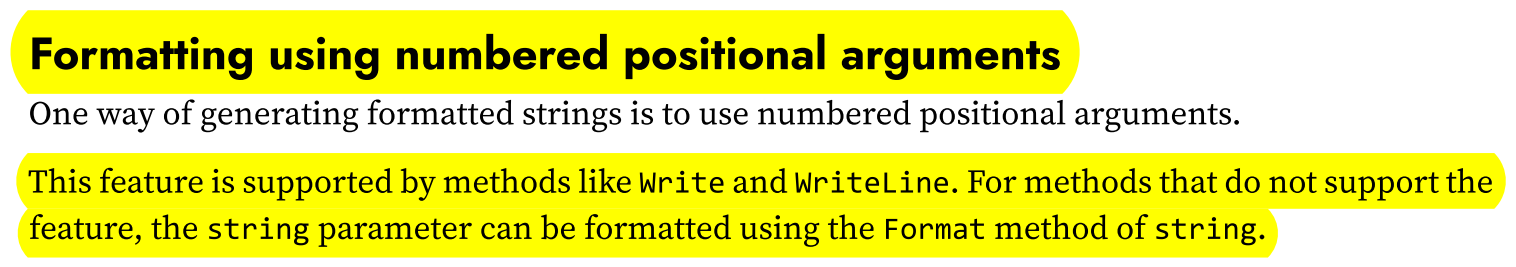 Formatting using numbered positional arguments
One way of generating formatted strings is to use numbered positional arguments.
This feature is supported by methods like Write and WriteLine. For methods that do not support the
feature, the string parameter can be formatted using the Format method of string.